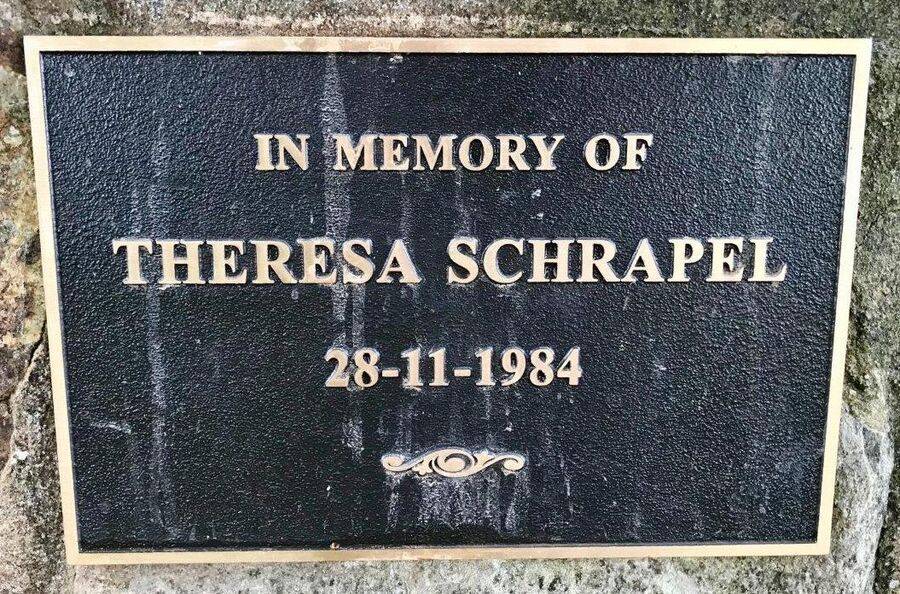 IN MEMORY OF
THERESA SCHRAPEL
28-11-1984